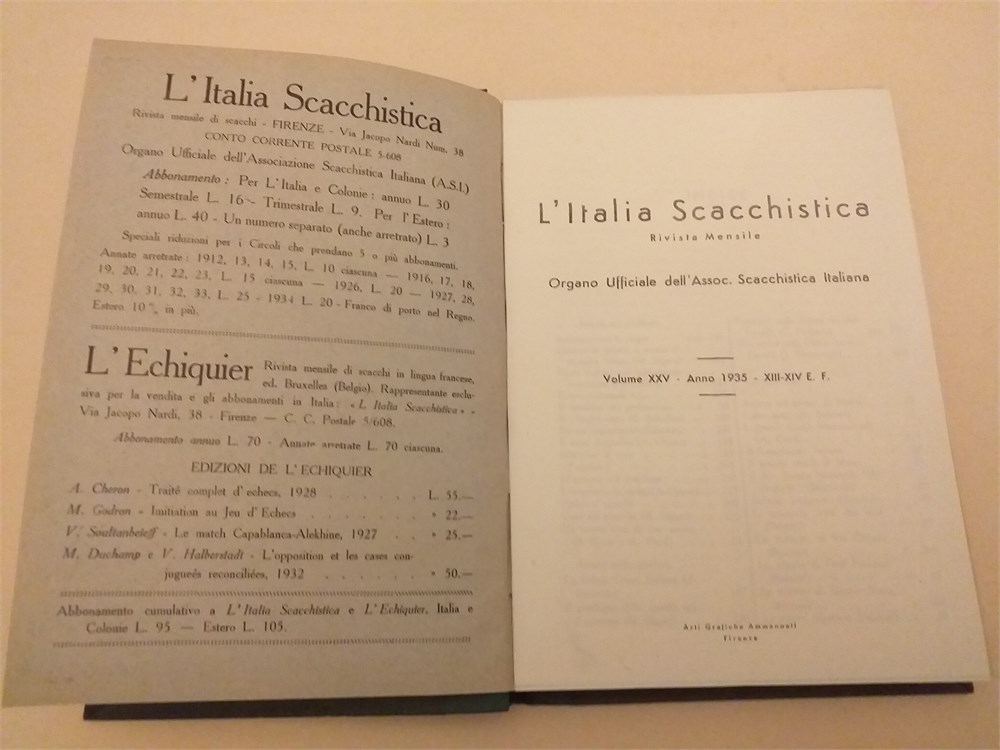 L'Italia Scacchistica
Rivista mensile di scacchi - FIRENZE - Via Jacopo Nardi Num. 38
CONTO CORRENTE POSTALE 5-608
Organo Ufficiale dell'Associazione Scacchistica Italiana (A.S.I.)
Abbonamento : Per L'Italia e Colonie : annuo L. 30
Semestrale L. 16 - Trimestrale L. 9. Per l'Estero :
annuo L. 40 - Un numero separato (anche arretrato) L. 3
Speciali riduzioni per i Circoli che prendano 5 o più abbonamenti.
Annate arretrate : 1912, 13, 14, 15, L. 10 ciascuna — 1916, 17, 18,
19, 20, 21, 22, 23, L. 15 ciascuna — 1926, L. 20 — 1927, 28,
29, 30, 31, 32, 33, L. 25 - 1934 L. 20 - Franco di porto nel Regno.
Estero 10 % in più.
L'Echiquier Rivista mensile di scacchi in lingua francese,
ed. Bruxelles (Belgio). Rappresentante esclu-
siva per la vendita e gli abbonamenti in Italia : « L Italia Scacchistica » -
Via Jacopo Nardi, 38 - Firenze — C. C. Postale 5/608.
Abbonamento annuo L. 70 - Annate arretrate L. 70 ciascuna.
EDIZIONI DE L'ECHIQUIER
A. Cheron - Traité complet d'echecs, 1928 . . . . . . L. 55.—
M. Godron - Imitiation au Jeu d'Echecs . . . . . . . » 22.—
V. Soultanbeieff - Le match Capablanca-Alekhine, 1927 . . » 25.—
M. Duchamp e V. Halberstadt - L'opposition et les cases con-
jugueés reconciliées, 1932 . . . . . . » 50.—
Abbonamento cumulativo a L'Italia Scacchistica e L'Echiquier, Italia e
Colonie L. 95 — Estero L. 105.
L'Italia Scacchistica
Rivista Mensile
Organo Ufficiale dell'Assoc. Scacchistica Italiana
Volume XXV - Anno 1935 - XIII-XIV E. F.
Arti Grafiche Ammannati
Firenze